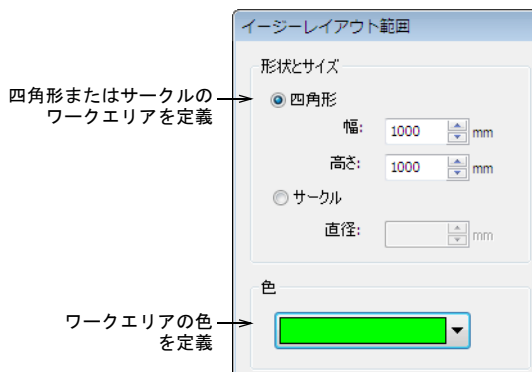 イージーレイアウト範囲
形状とサイズ
四角形またはサークルの
ワークエリアを定義
四角形
幅: 1000 mm
高さ: 1000 mm
サークル
直径: mm
色
ワークエリアの色
を定義